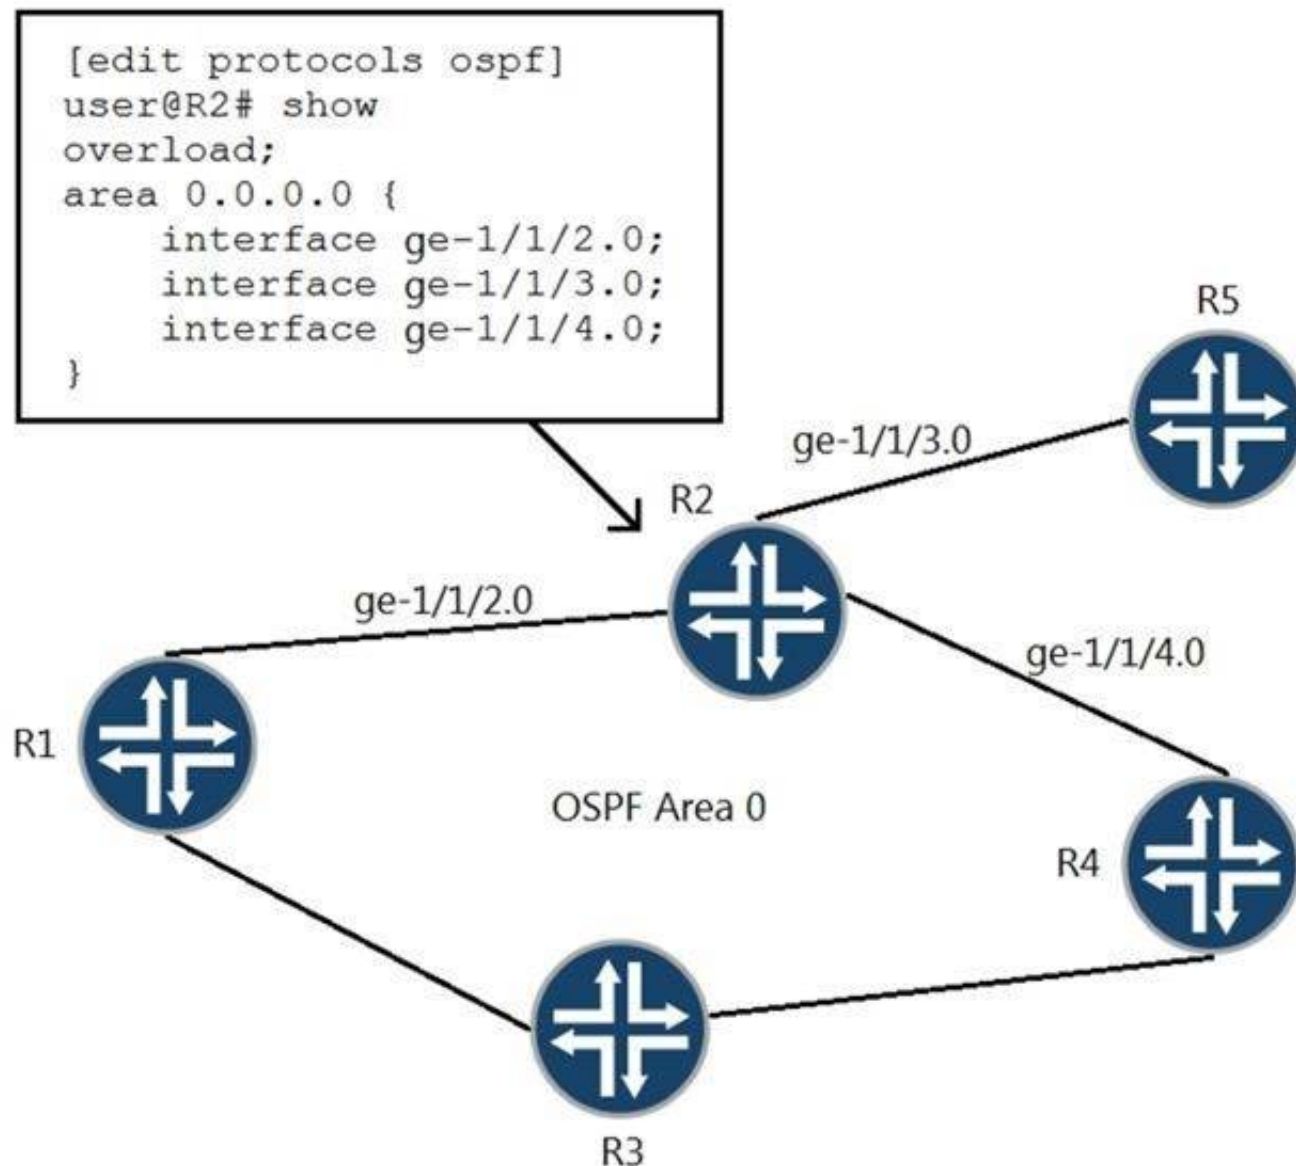 [edit protocols ospf]
user@R2# show
overload;
area 0.0.0.0 {
    interface ge-1/1/2.0;
    interface ge-1/1/3.0;
    interface ge-1/1/4.0;
}
R5
ge-1/1/3.0
R2
ge-1/1/2.0
ge-1/1/4.0
R1
OSPF Area 0
R4
R3